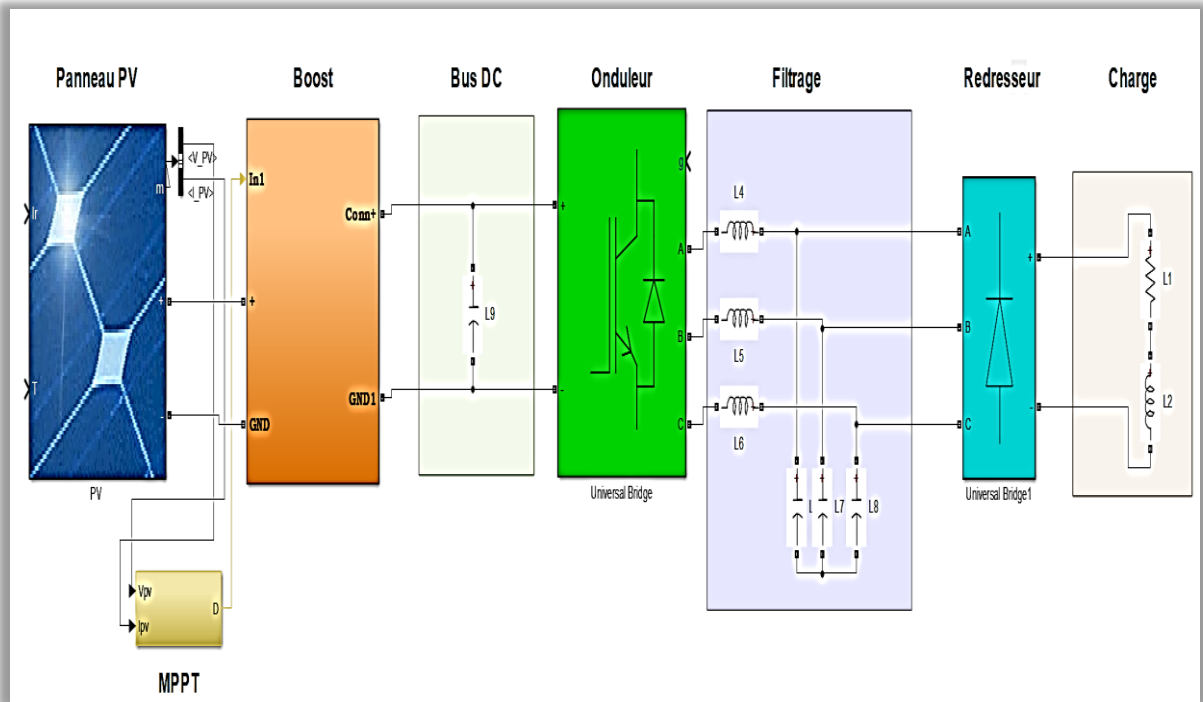 Panneau PV
Boost
Bus DC
Onduleur
Filtrage
Redresseur
Charge
<V_PV>
<I_PV>
m
Ir
T
+
-
PV
In1
Conn+
+
GND1
GND
L9
+
-
g
A
B
C
Universal Bridge
L4
L5
L6
L
L7
L8
A
B
C
+
-
Universal Bridge1
L1
L2
Vpv
Ipv
D
MPPT